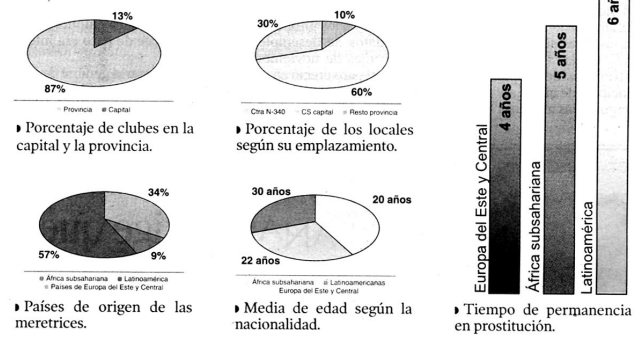 13%
87%
Provincia Capital
Porcentaje de clubes en la
capital y la provincia.
30%
10%
60%
Ctra N-340 CS capital Resto provincia
Porcentaje de los locales
según su emplazamiento.
34%
57%
9%
África subsahariana Latinoamérica
Países de Europa del Este y Central
Países de origen de las
meretrices.
30 años
20 años
22 años
África subsahariana Latinoamericanas
Europa del Este y Central
Media de edad según la
nacionalidad.
Europa del Este y Central
4 años
África subsahariana
5 años
Latinoamérica
Tiempo de permanencia
en prostitución.